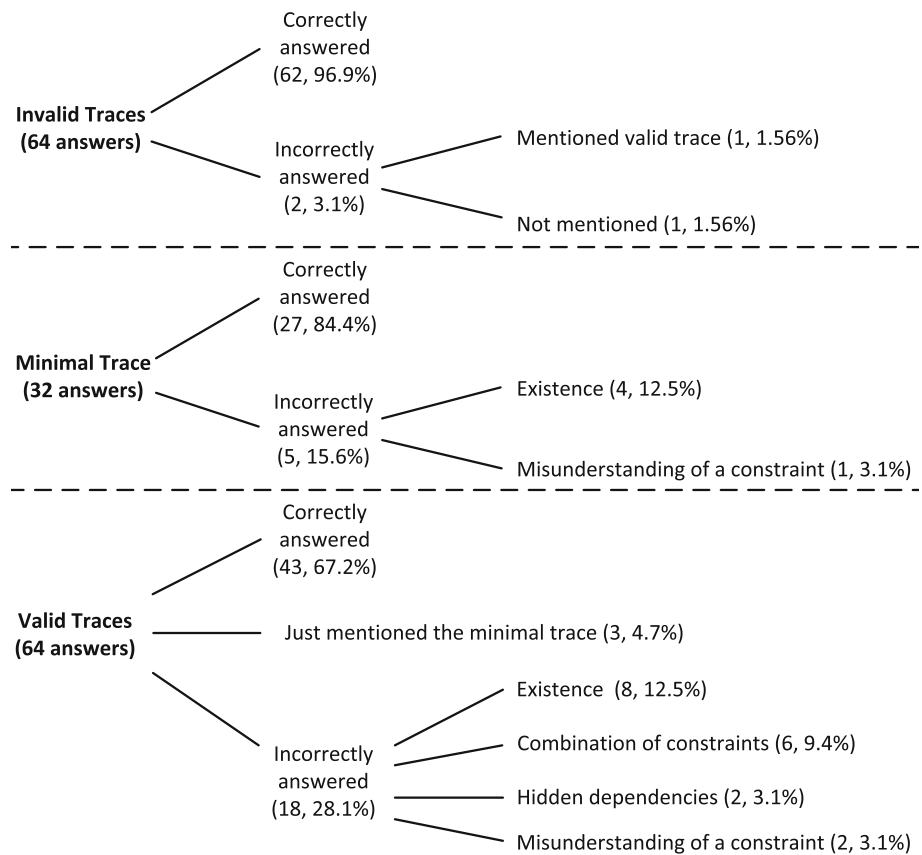 Invalid Traces
(64 answers)
Correctly
answered
(62, 96.9%)
Incorrectly
answered
(2, 3.1%)
Mentioned valid trace (1, 1.56%)
Not mentioned (1, 1.56%)
Minimal Trace
(32 answers)
Correctly
answered
(27, 84.4%)
Incorrectly
answered
(5, 15.6%)
Existence (4, 12.5%)
Misunderstanding of a constraint (1, 3.1%)
Valid Traces
(64 answers)
Correctly
answered
(43, 67.2%)
Just mentioned the minimal trace (3, 4.7%)
Incorrectly
answered
(18, 28.1%)
Existence (8, 12.5%)
Combination of constraints (6, 9.4%)
Hidden dependencies (2, 3.1%)
Misunderstanding of a constraint (2, 3.1%)